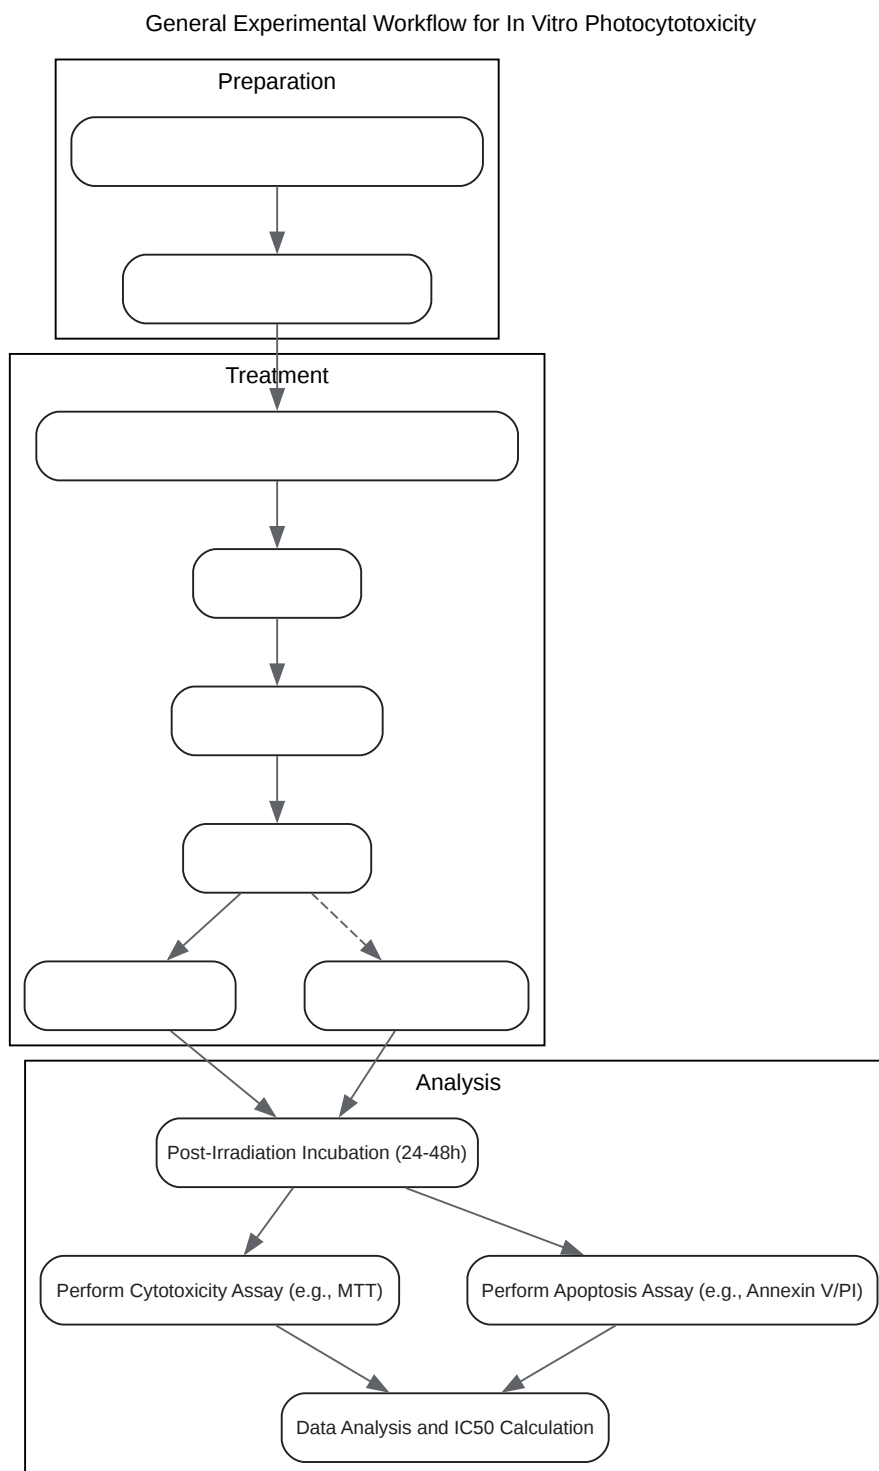 General Experimental Workflow for In Vitro Photocytotoxicity
Preparation
Treatment
Analysis
Post-Irradiation Incubation (24-48h)
Perform Cytotoxicity Assay (e.g., MTT)
Perform Apoptosis Assay (e.g., Annexin V/PI)
Data Analysis and IC50 Calculation